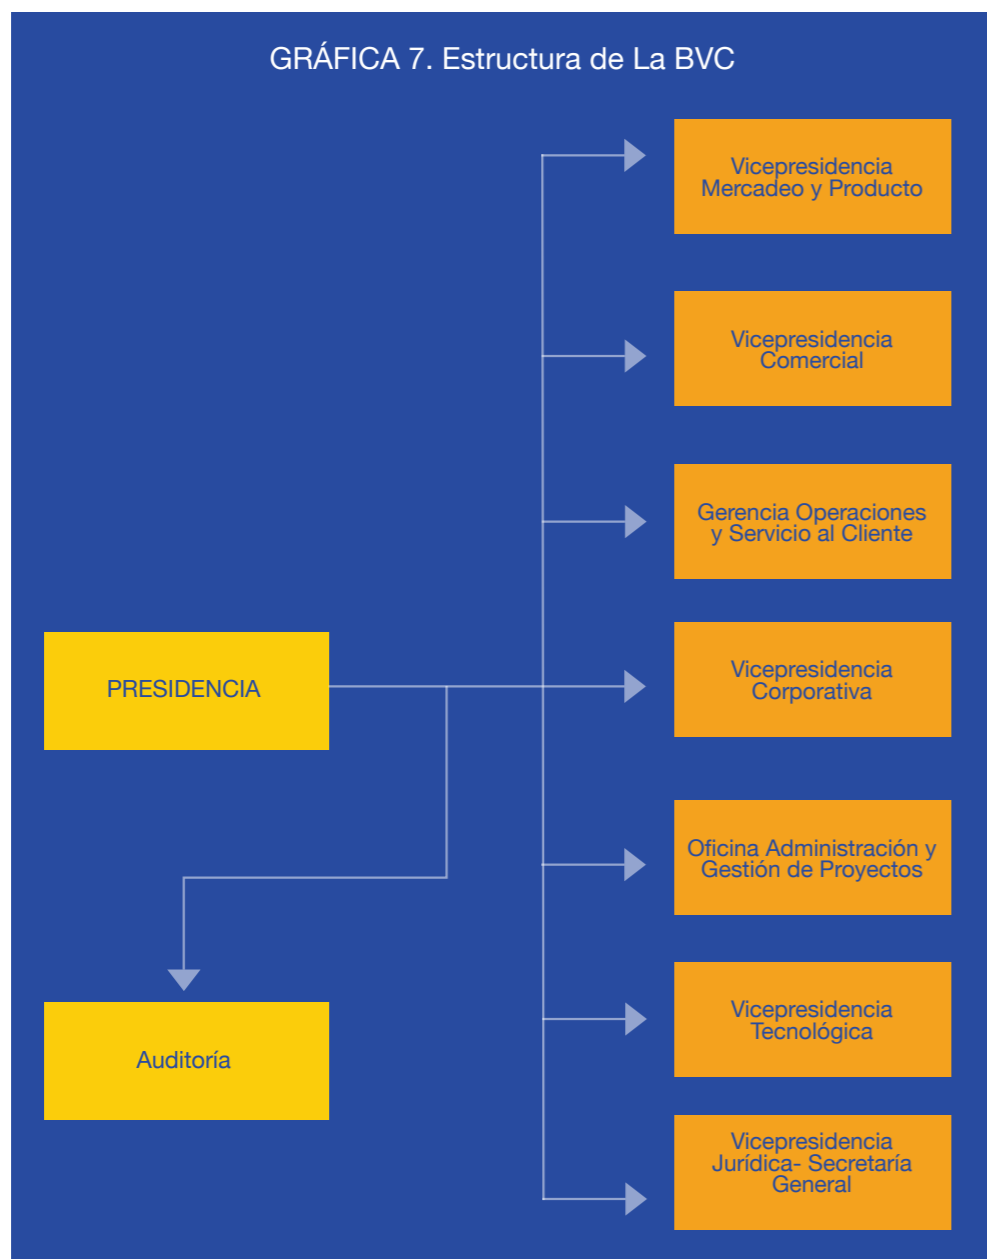 GRÁFICA 7. Estructura de La BVC
Vicepresidencia
Mercadeo y Producto
Vicepresidencia
Comercial
Gerencia Operaciones
y Servicio al Cliente
PRESIDENCIA
Vicepresidencia
Corporativa
Oficina Administración y
Gestión de Proyectos
Auditoría
Vicepresidencia
Tecnológica
Vicepresidencia
Jurídica- Secretaría
General